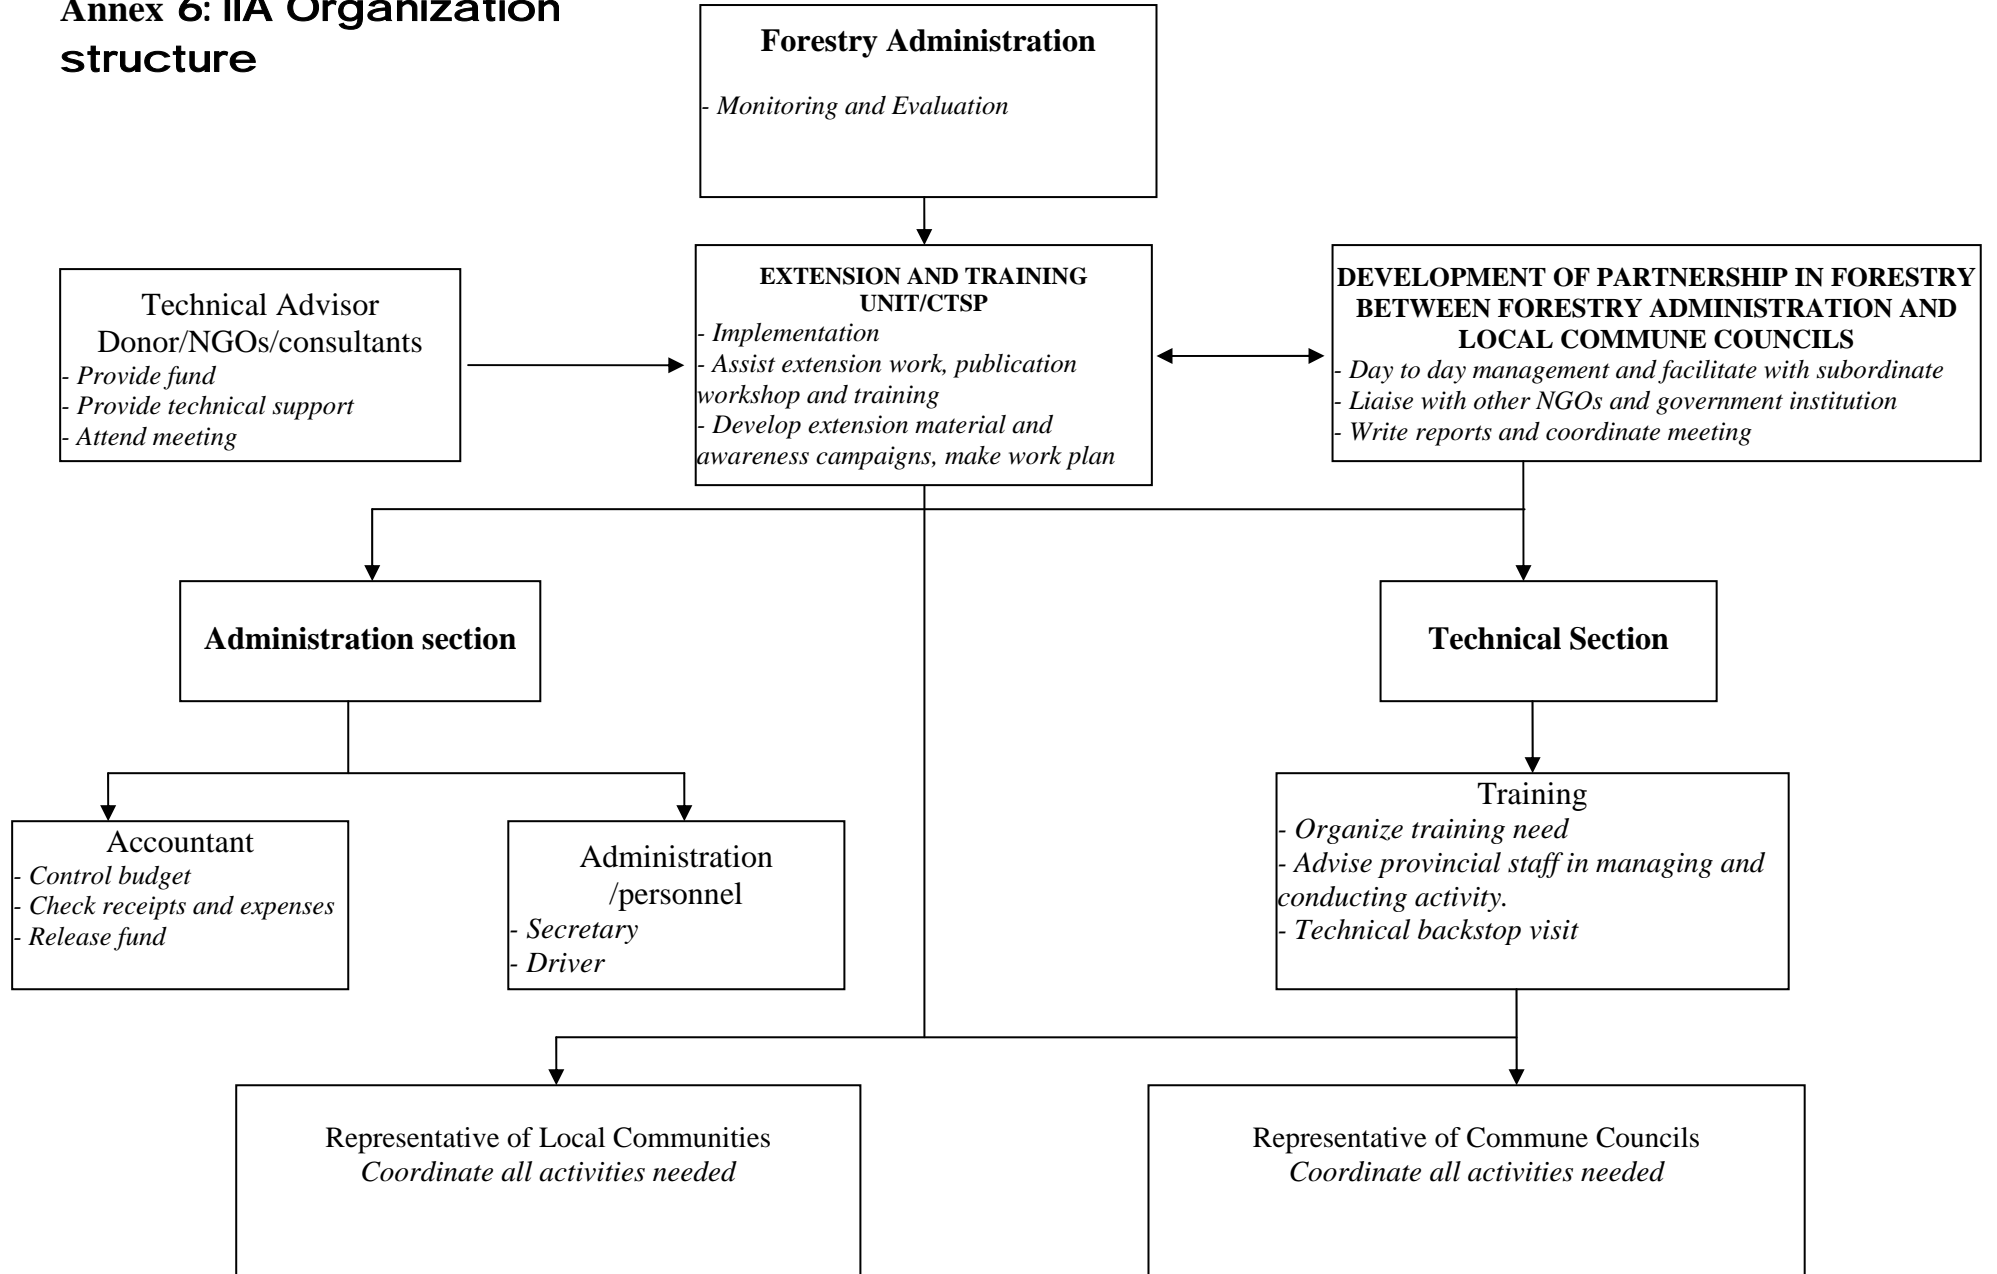 Annex 6: IIA Organization
structure
Forestry Administration
- Monitoring and Evaluation
Technical Advisor
Donor/NGOs/consultants
- Provide fund
- Provide technical support
- Attend meeting
EXTENSION AND TRAINING
UNIT/CTSP
- Implementation
- Assist extension work, publication
workshop and training
- Develop extension material and
awareness campaigns, make work plan
DEVELOPMENT OF PARTNERSHIP IN FORESTRY
BETWEEN FORESTRY ADMINISTRATION AND
LOCAL COMMUNE COUNCILS
- Day to day management and facilitate with subordinate
- Liaise with other NGOs and government institution
- Write reports and coordinate meeting
Administration section
Technical Section
Accountant
- Control budget
- Check receipts and expenses
- Release fund
Administration
/personnel
- Secretary
- Driver
Training
- Organize training need
- Advise provincial staff in managing and
conducting activity.
- Technical backstop visit
Representative of Local Communities
Coordinate all activities needed
Representative of Commune Councils
Coordinate all activities needed